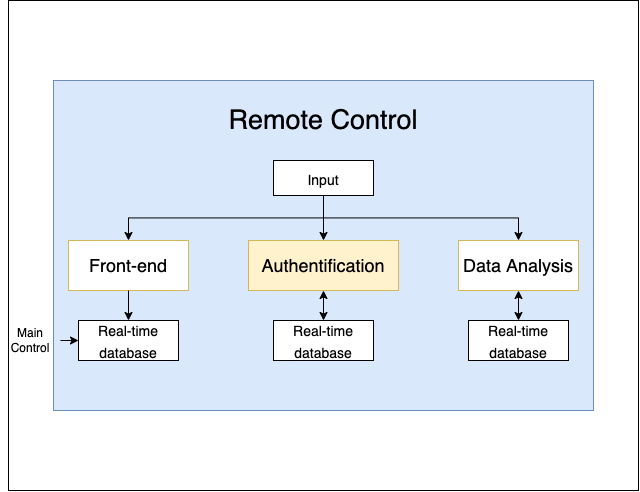 Remote Control
Input
Front-end
Authentification
Data Analysis
Main
Control
Real-time
database
Real-time
database
Real-time
database